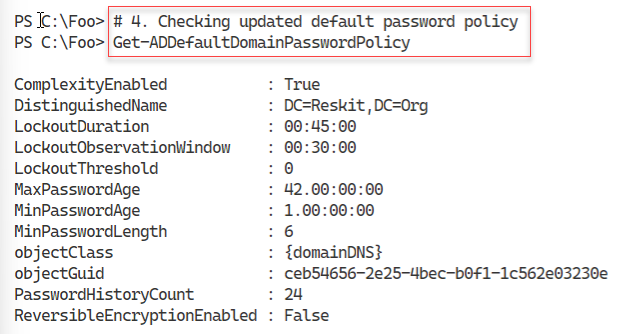 PS C:\Foo> # 4. Checking updated default password policy
PS C:\Foo> Get-ADDefaultDomainPasswordPolicy
ComplexityEnabled : True
DistinguishedName : DC=Reskit,DC=Org
LockoutDuration : 00:45:00
LockoutObservationWindow : 00:30:00
LockoutThreshold : 0
MaxPasswordAge : 42.00:00:00
MinPasswordAge : 1.00:00:00
MinPasswordLength : 6
objectClass : {domainDNS}
objectGuid : ceb54656-2e25-4bec-b0f1-1c562e03230e
PasswordHistoryCount : 24
ReversibleEncryptionEnabled : False